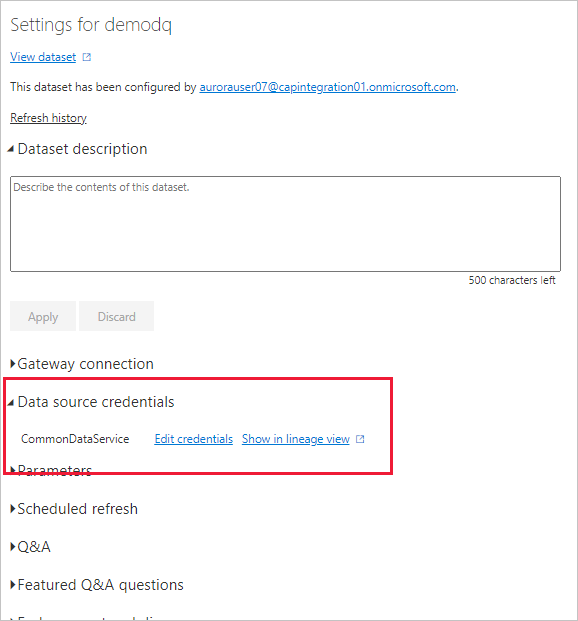 Settings for demodq
View dataset
This dataset has been configured by aurorauser07@capintegration01.onmicrosoft.com.
Refresh history
Dataset description
Describe the contents of this dataset.
500 characters left
Apply Discard
Gateway connection
Data source credentials
CommonDataService Edit credentials Show in lineage view
Parameters
Scheduled refresh
Q&A
Featured Q&A questions